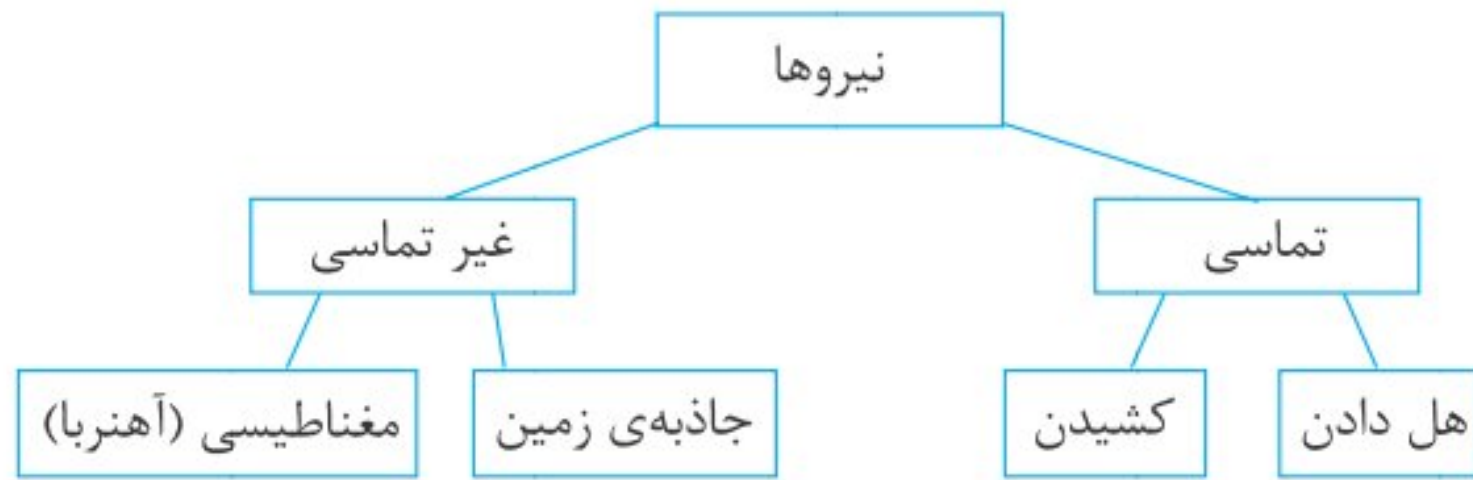 نیروها
تماسی
غیر تماسی
هل دادن
کشیدن
جاذبه‌ی زمین
مغناطیسی (آهنربا)